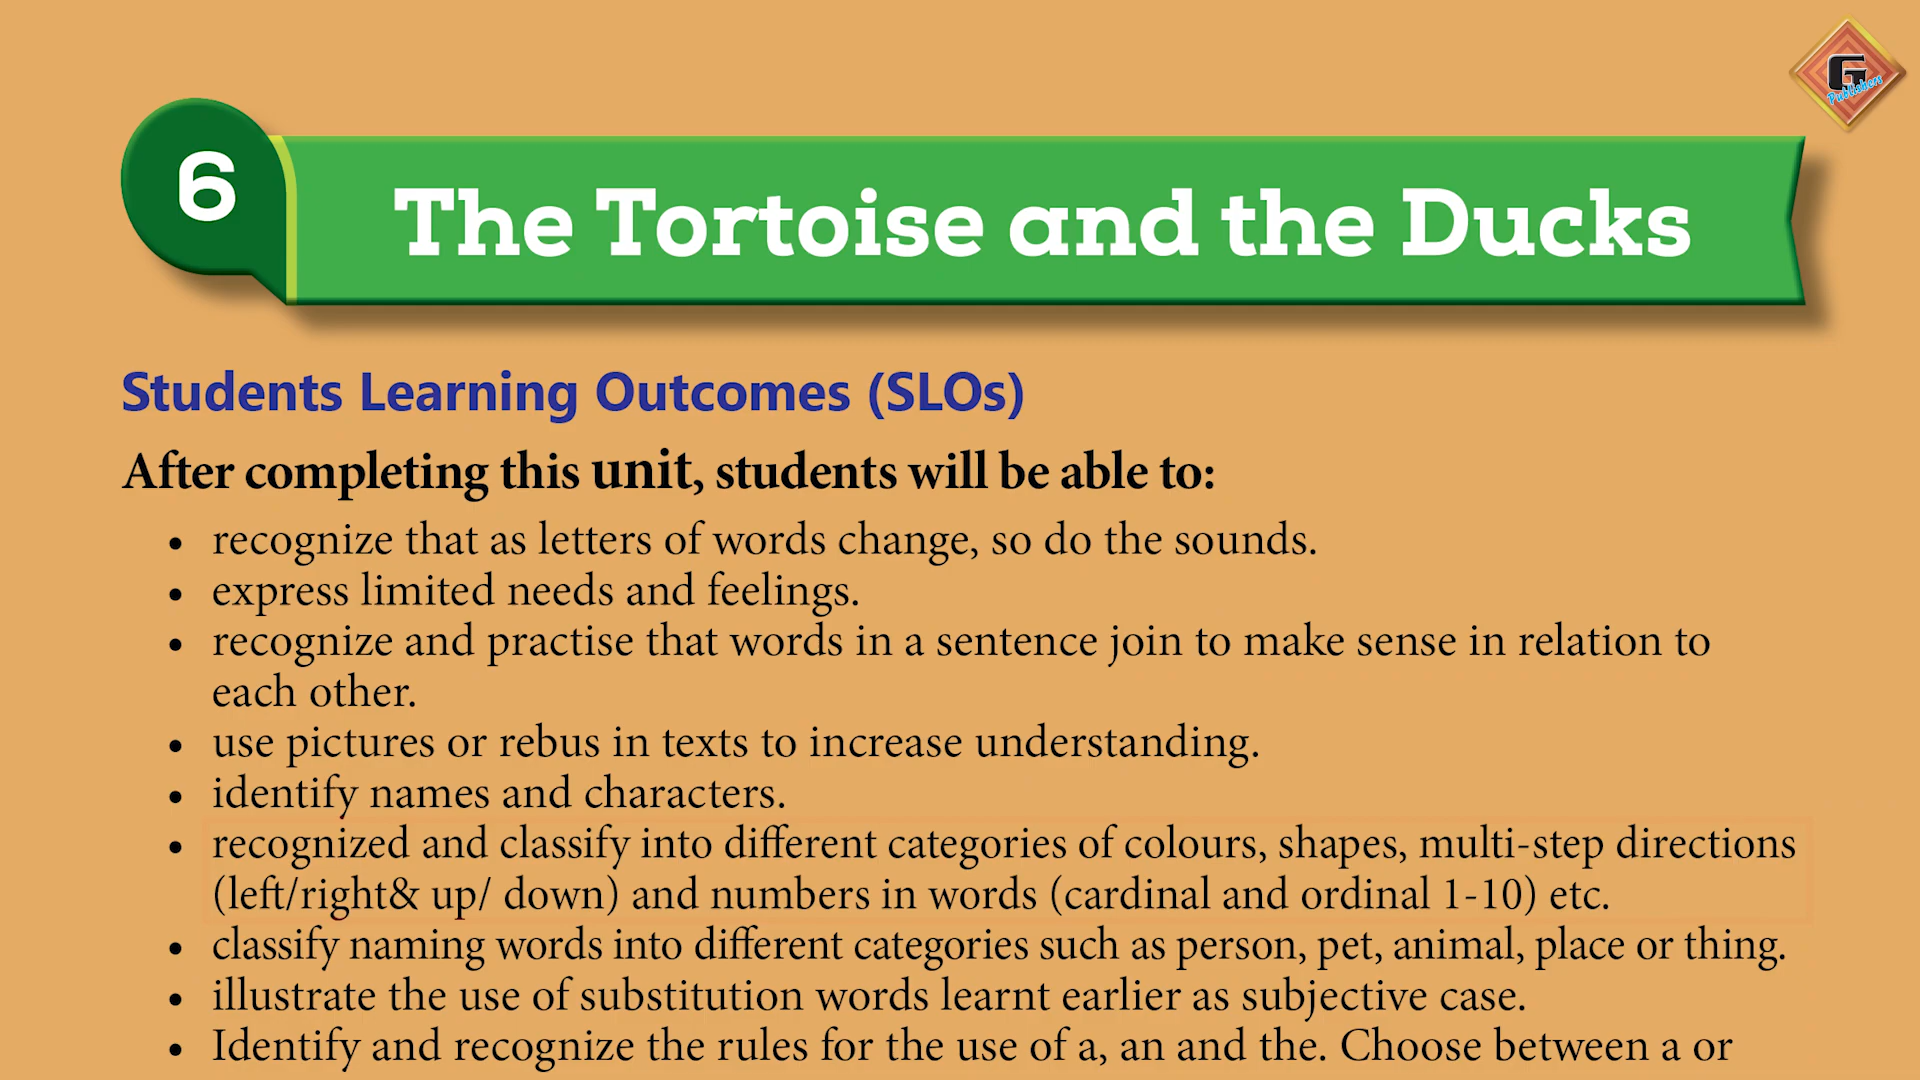 G
Publishers
6
The Tortoise and the Ducks
Students Learning Outcomes (SLOs)
After completing this unit, students will be able to:
• recognize that as letters of words change, so do the sounds.
• express limited needs and feelings.
• recognize and practise that words in a sentence join to make sense in relation to
each other.
• use pictures or rebus in texts to increase understanding.
• identify names and characters.
• recognized and classify into different categories of colours, shapes, multi-step directions
(left/right& up/ down) and numbers in words (cardinal and ordinal 1-10) etc.
• classify naming words into different categories such as person, pet, animal, place or thing.
• illustrate the use of substitution words learnt earlier as subjective case.
• Identify and recognize the rules for the use of a, an and the. Choose between a or